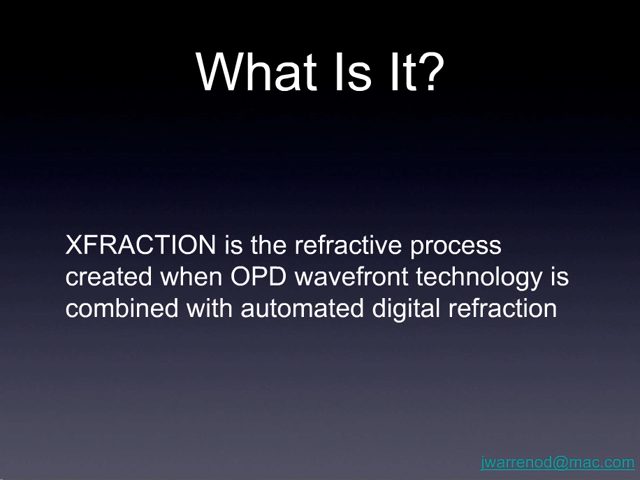 What Is It?
XFRACTION is the refractive process
created when OPD wavefront technology is
combined with automated digital refraction
jwarrenod@mac.com